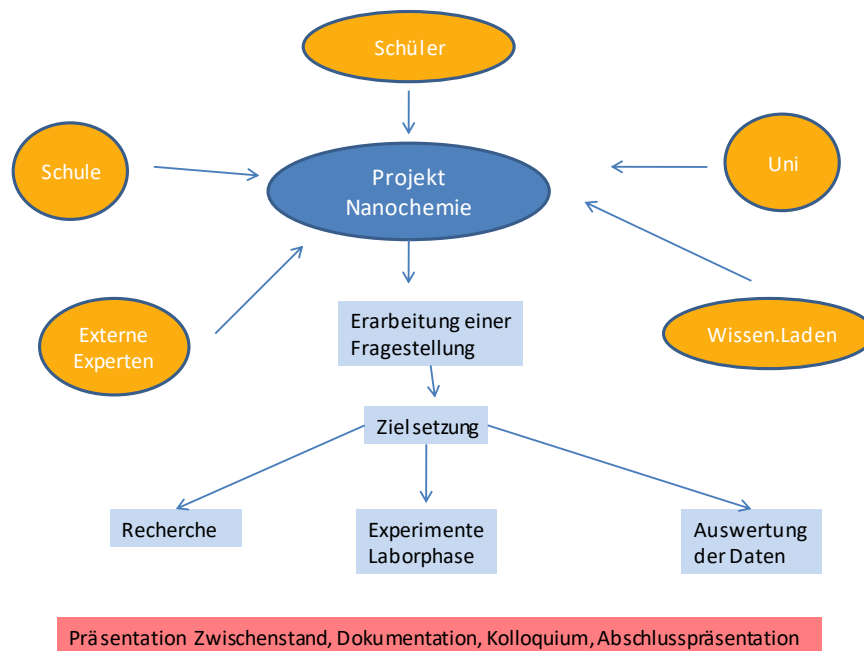 Schüler
Schule
Projekt
Nanochemie
Uni
Externe
Experten
Erarbeitung einer
Fragestellung
Wissen.Laden
Zielsetzung
Recherche
Experimente
Laborphase
Auswertung
der Daten
Präsentation Zwischenstand, Dokumentation, Kolloquium, Abschlusspräsentation